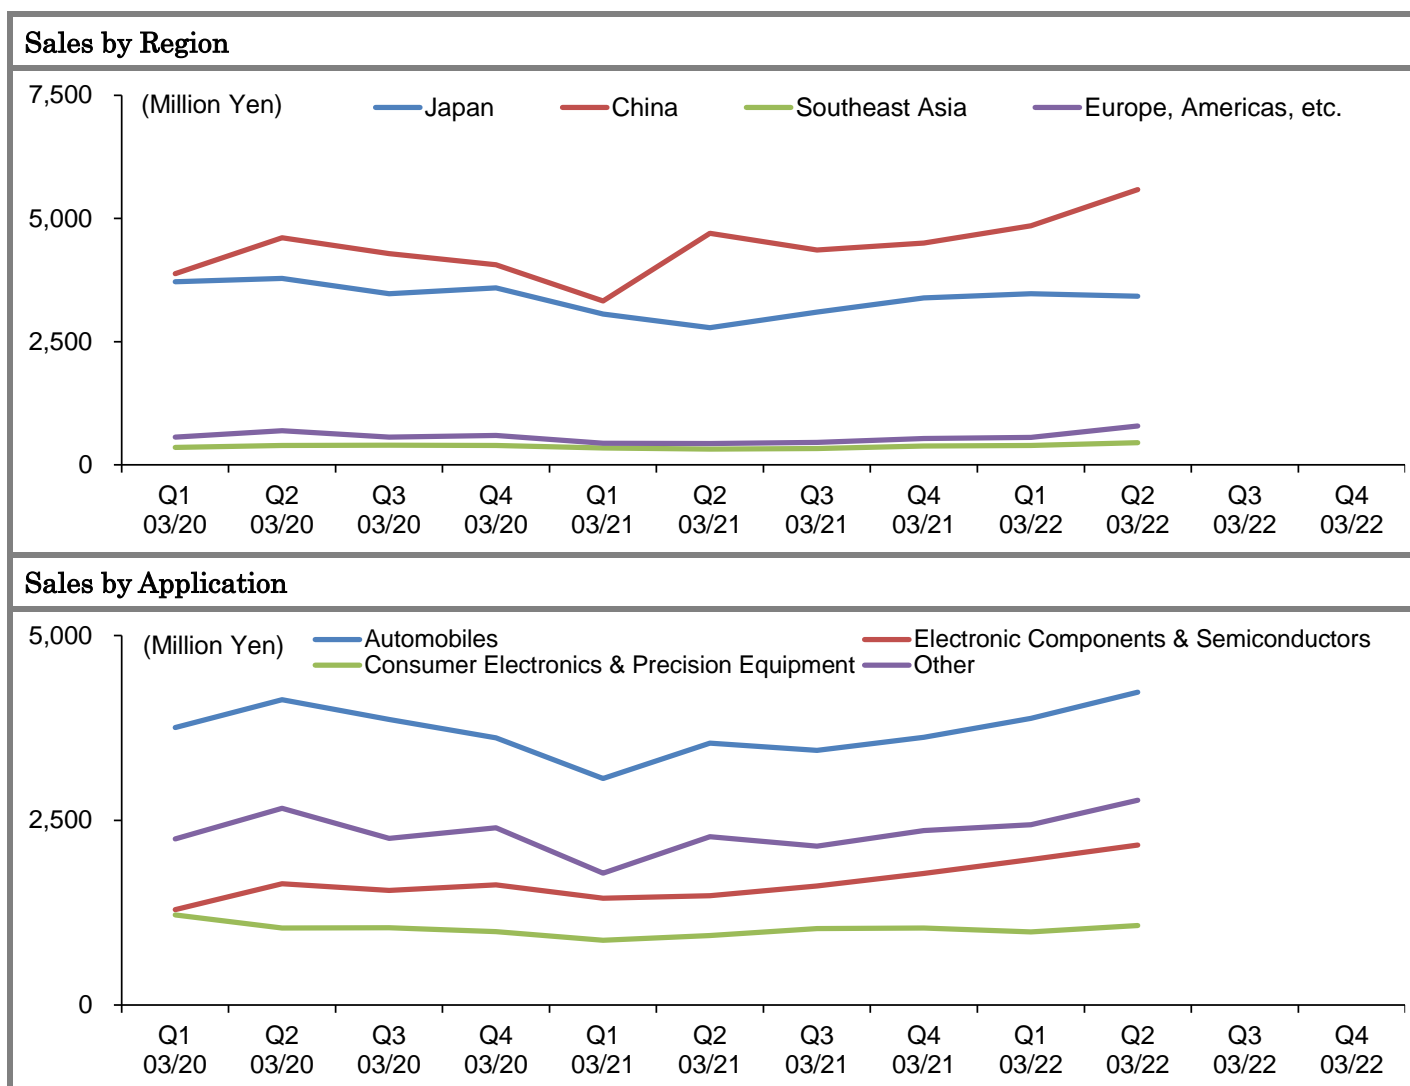 Sales by Region
7,500
(Million Yen)
Japan
China
Southeast Asia
Europe, Americas, etc.
5,000
2,500
0
Q1 Q2 Q3 Q4 Q1 Q2 Q3 Q4 Q1 Q2 Q3 Q4
03/20 03/20 03/20 03/20 03/21 03/21 03/21 03/21 03/22 03/22 03/22 03/22
Sales by Application
5,000
(Million Yen)
Automobiles
Electronic Components & Semiconductors
Consumer Electronics & Precision Equipment
Other
2,500
0
Q1 Q2 Q3 Q4 Q1 Q2 Q3 Q4 Q1 Q2 Q3 Q4
03/20 03/20 03/20 03/20 03/21 03/21 03/21 03/21 03/22 03/22 03/22 03/22